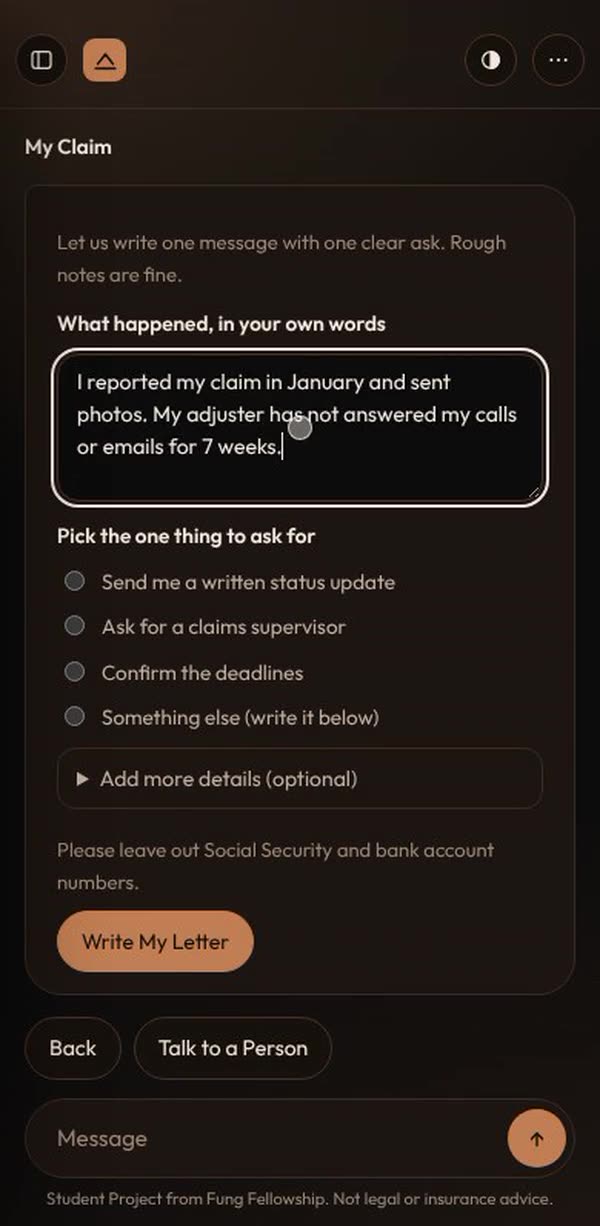 My Claim
Let us write one message with one clear ask. Rough
notes are fine.
What happened, in your own words
I reported my claim in January and sent
photos. My adjuster has not answered my calls
or emails for 7 weeks.
Pick the one thing to ask for
Send me a written status update
Ask for a claims supervisor
Confirm the deadlines
Something else (write it below)
Add more details (optional)
Please leave out Social Security and bank account
numbers.
Write My Letter
Back
Talk to a Person
Message
Student Project from Fung Fellowship. Not legal or insurance advice.